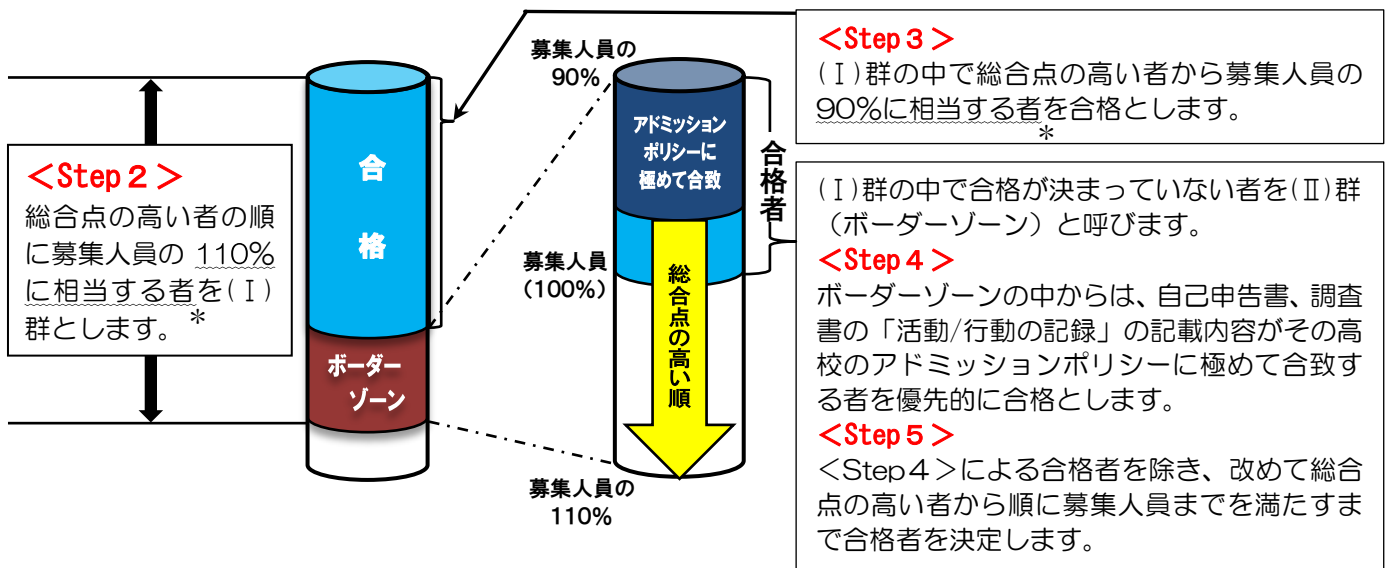 ＜Step２＞
総合点の高い者の順
に募集人員の 110%
に相当する者を(Ⅰ)
群とします。 *
合
格
ボーダー
ゾーン
募集人員の
90%
募集人員
(100%)
募集人員の
110%
アドミッション
ポリシーに
極めて合致
総合点の高い順
合格者
＜Step３＞
(Ⅰ)群の中で総合点の高い者から募集人員の
90%に相当する者を合格とします。
*
(Ⅰ)群の中で合格が決まっていない者を(Ⅱ)群
（ボーダーゾーン）と呼びます。
＜Step４＞
ボーダーゾーンの中からは、自己申告書、調査
書の「活動/行動の記録」の記載内容がその高
校のアドミッションポリシーに極めて合致す
る者を優先的に合格とします。
＜Step５＞
＜Step４＞による合格者を除き、改めて総合
点の高い者から順に募集人員までを満たすま
で合格者を決定します。